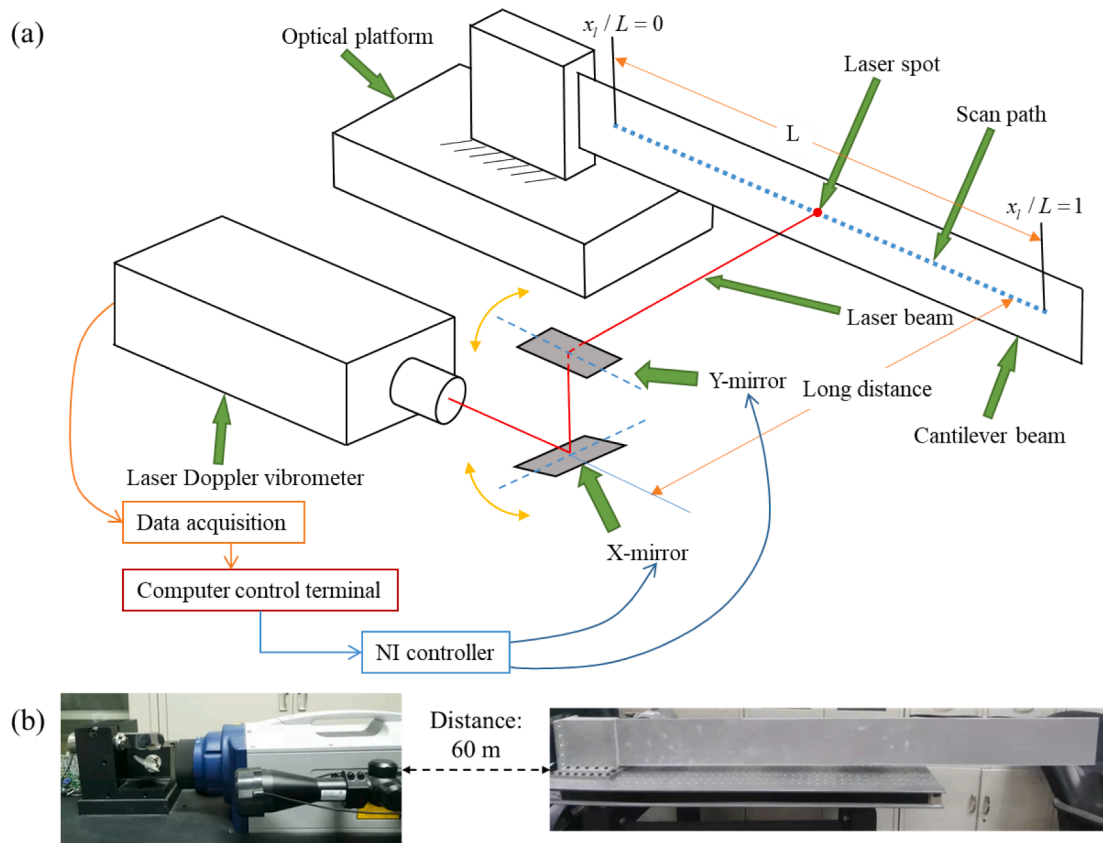 (a)
Optical platform
x_l / L = 0
Laser spot
Scan path
L
x_l / L = 1
Laser beam
Y-mirror
Long distance
Cantilever beam
Laser Doppler vibrometer
Data acquisition
X-mirror
Computer control terminal
NI controller
(b)
Distance:
60 m